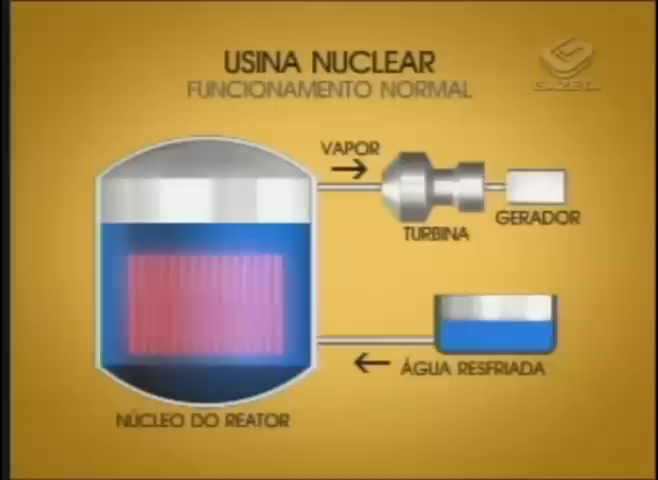 USINA NUCLEAR
FUNCIONAMENTO NORMAL
VAPOR
TURBINA
GERADOR
ÁGUA RESFRIADA
NÚCLEO DO REATOR